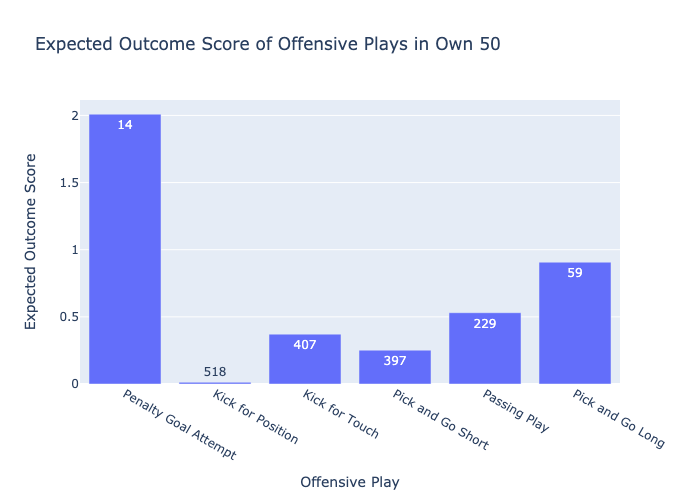 Expected Outcome Score of Offensive Plays in Own 50
Expected Outcome Score
2
1.5
1
0.5
0
14
518
407
397
229
59
Penalty Goal Attempt
Kick for Position
Kick for Touch
Pick and Go Short
Passing Play
Pick and Go Long
Offensive Play